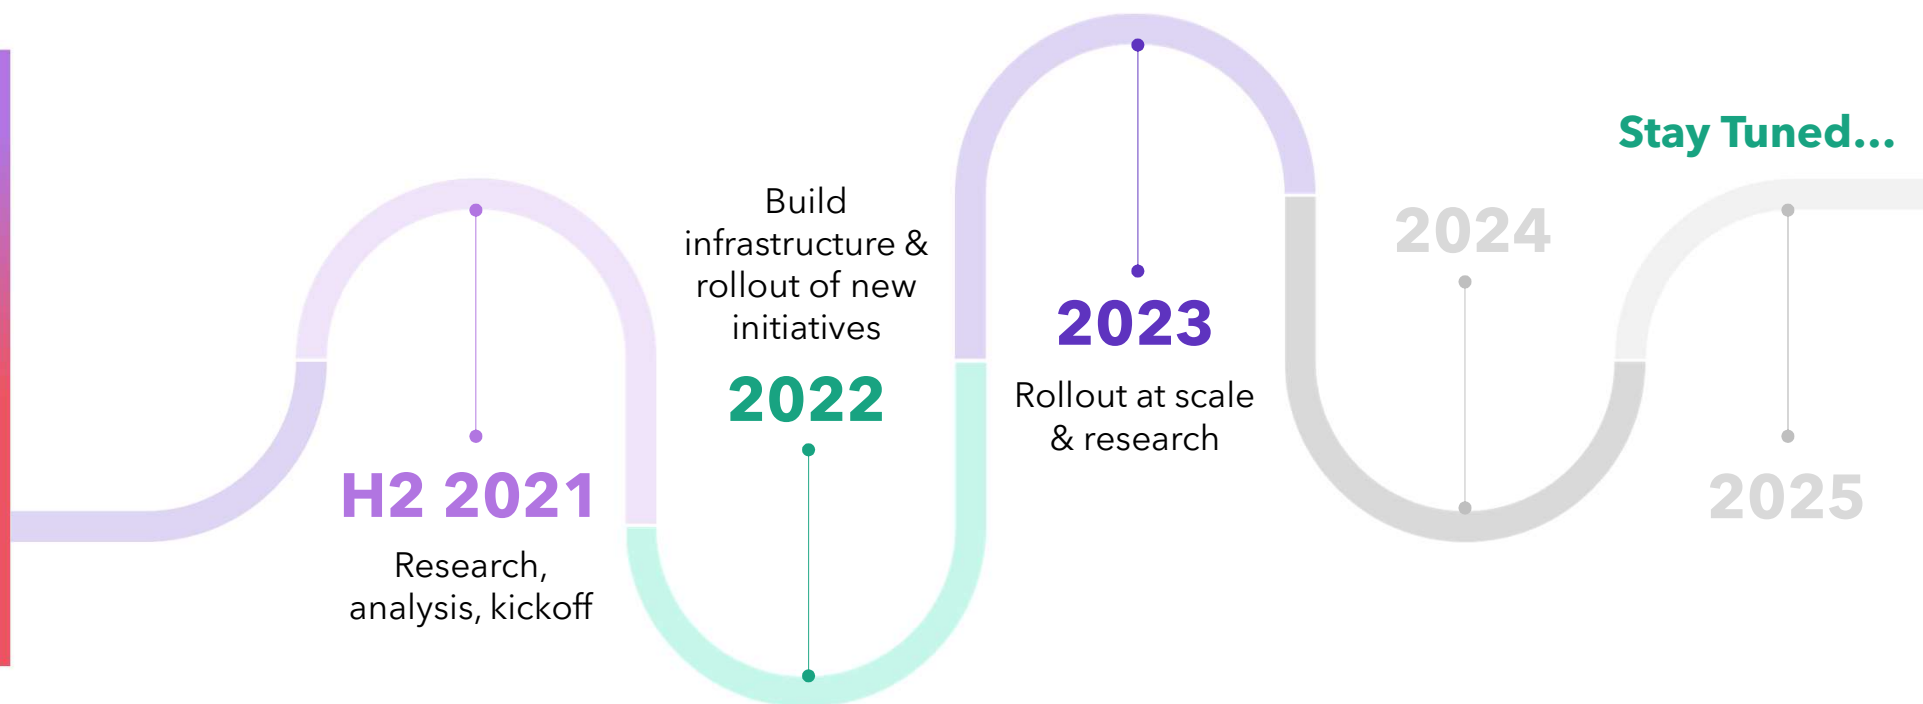 H2 2021
Research,
analysis, kickoff
Build
infrastructure &
rollout of new
initiatives
2022
2023
Rollout at scale
& research
2024
Stay Tuned...
2025